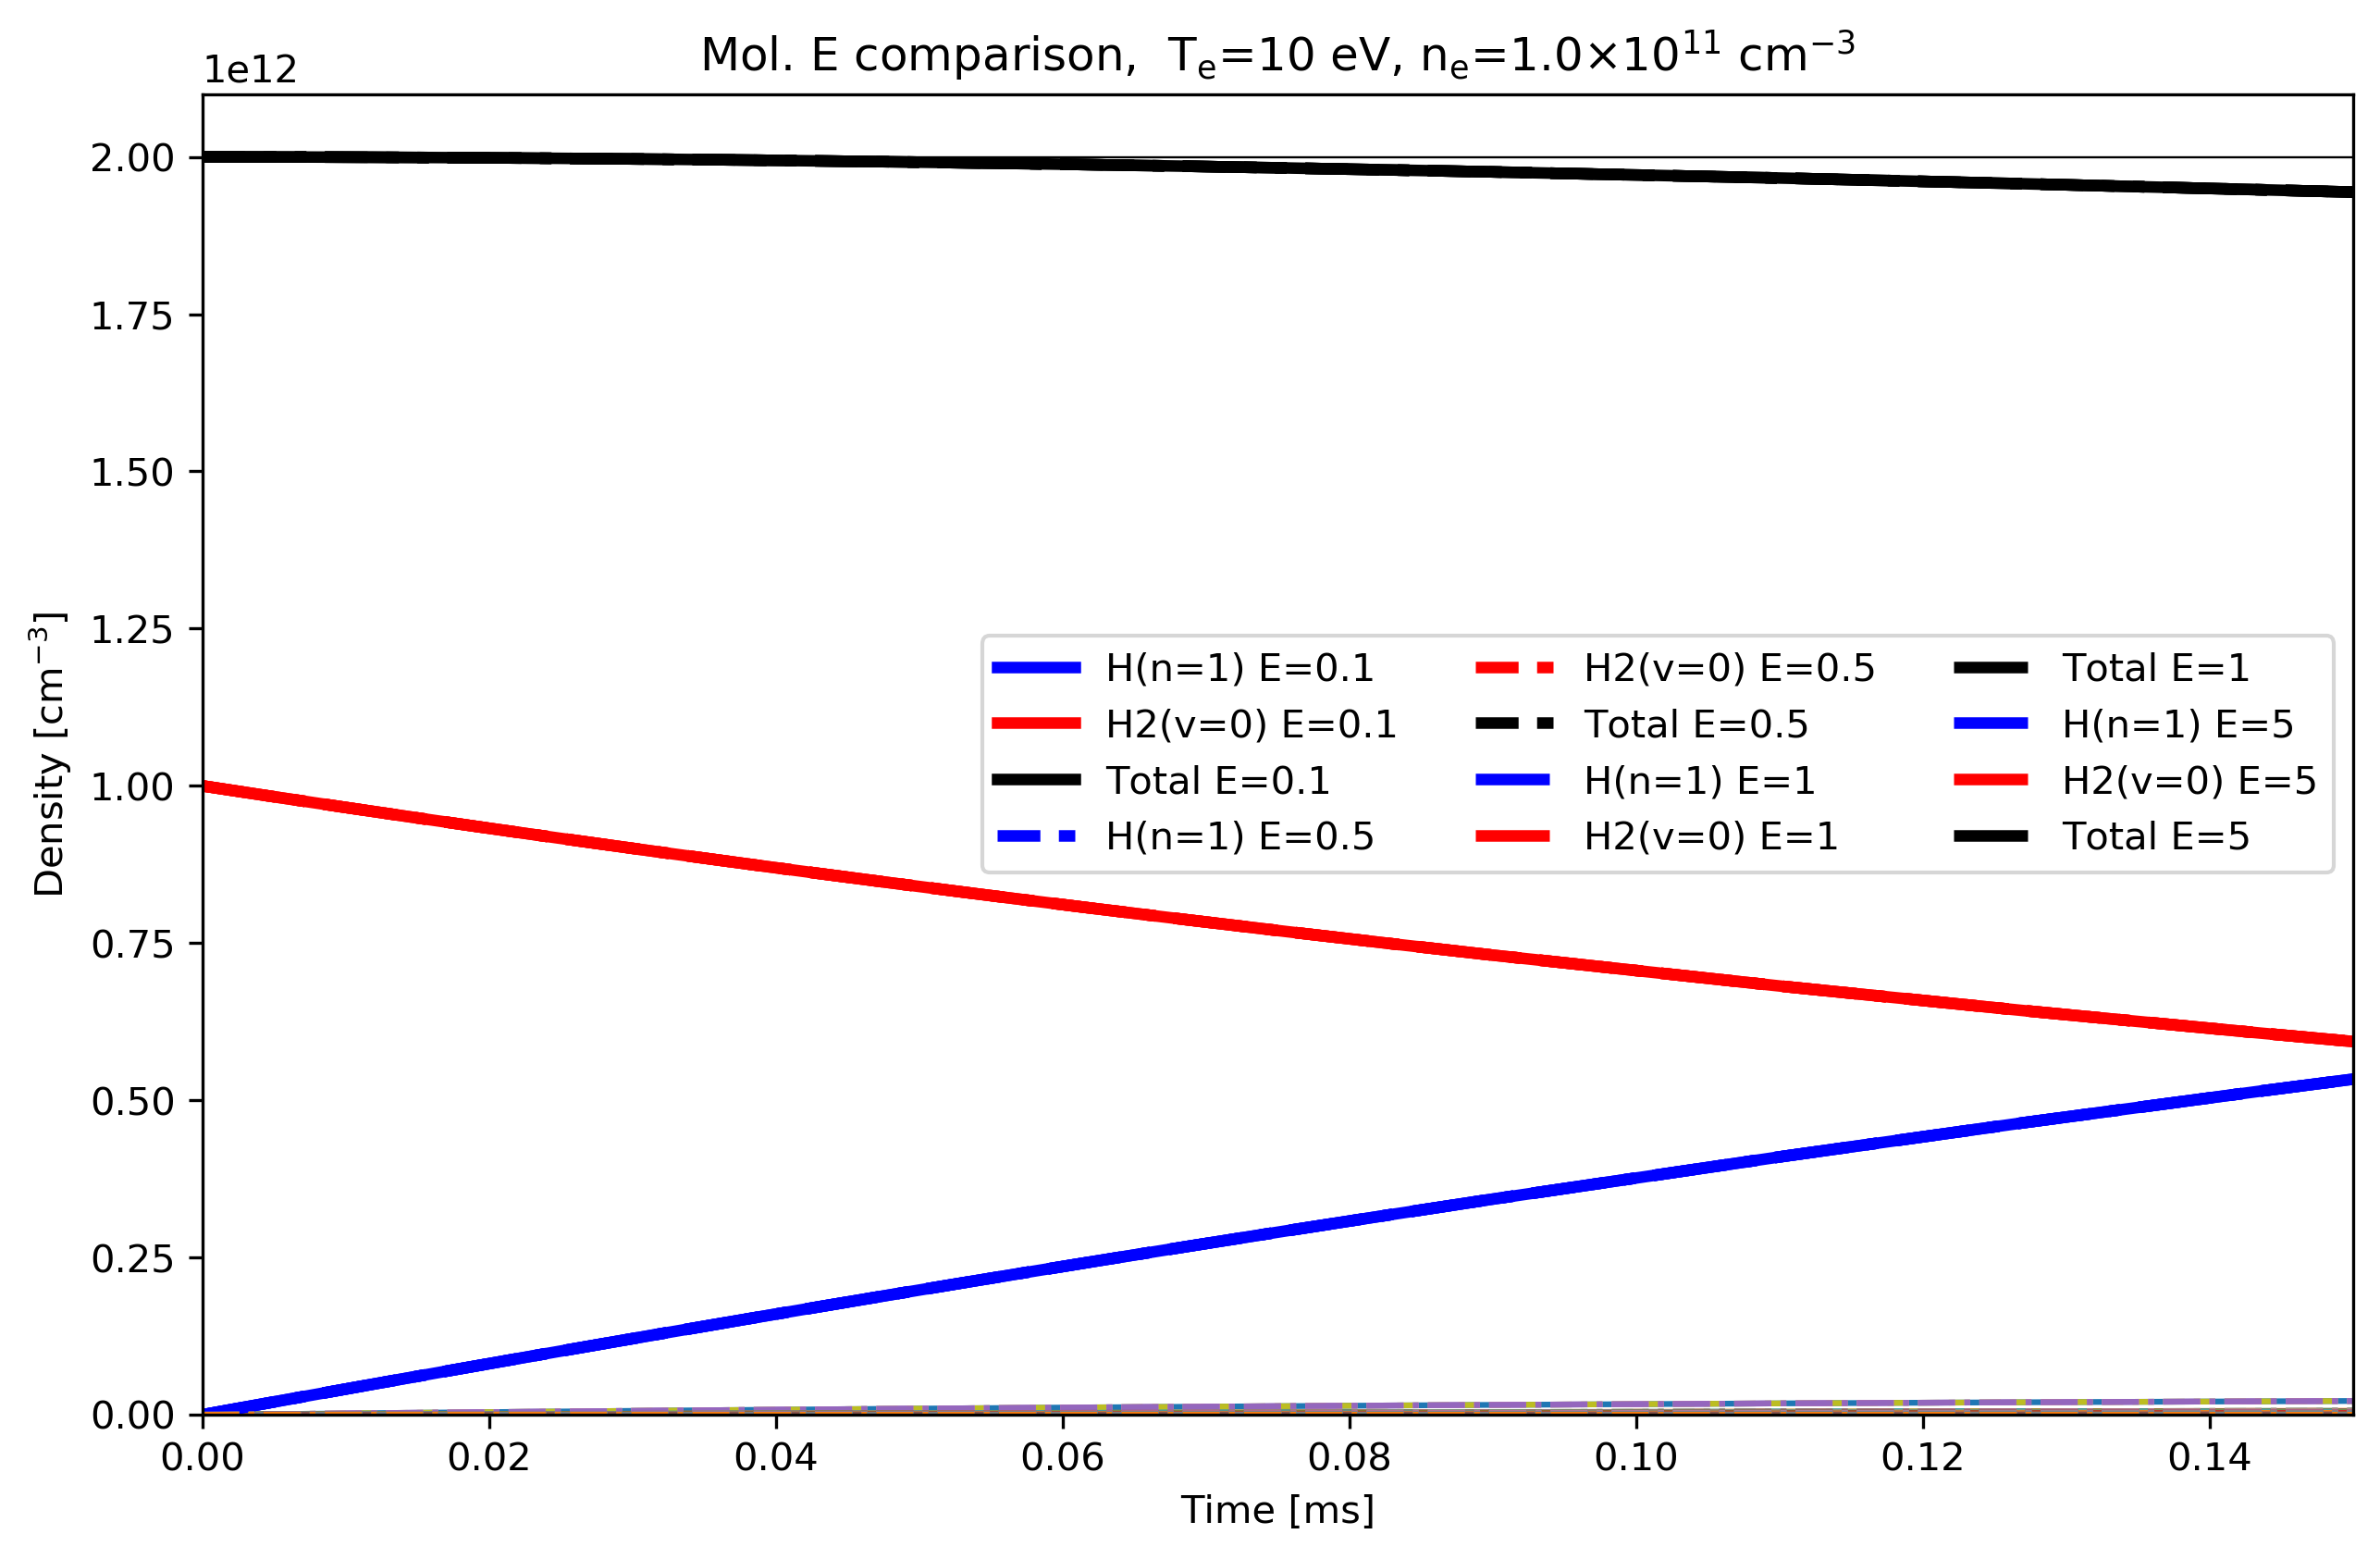 Mol. E comparison,  Tₑ=10 eV, nₑ=1.0×10¹¹ cm⁻³
1e12
2.00
1.75
1.50
1.25
1.00
0.75
0.50
0.25
0.00
Density [cm⁻³]
H(n=1) E=0.1
H2(v=0) E=0.1
Total E=0.1
H(n=1) E=0.5
H2(v=0) E=0.5
Total E=0.5
H(n=1) E=1
H2(v=0) E=1
Total E=1
H(n=1) E=5
H2(v=0) E=5
Total E=5
0.00 0.02 0.04 0.06 0.08 0.10 0.12 0.14
Time [ms]